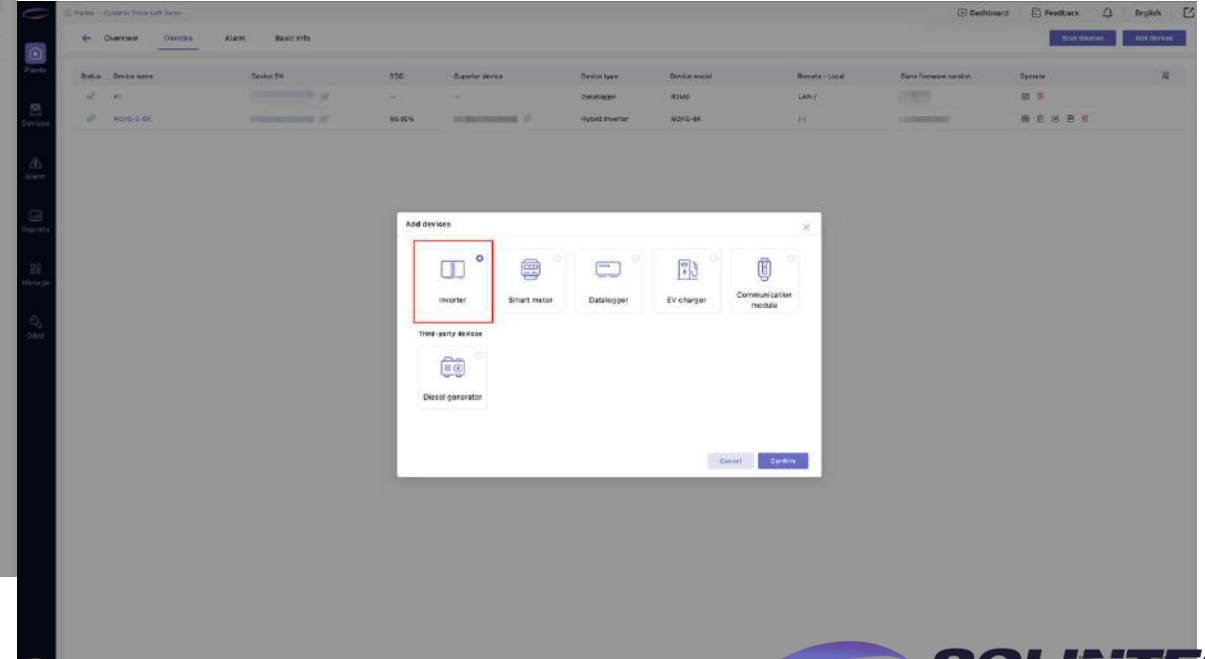 Dashboard Feedback English
Overview Devices Alarm Basic info
Scan devices Add devices
Plants
Status Device name Device SN SOC Superior device Device type Device model Remote - Local Slave firmware version Operate
#1 -- -- Datalogger
Devices
Hybrid Inverter
Alarm
Reports
Manage
O&M
Add devices
Inverter Smart meter Datalogger EV charger Communication
module
Third-party devices
Diesel generator
Cancel Confirm